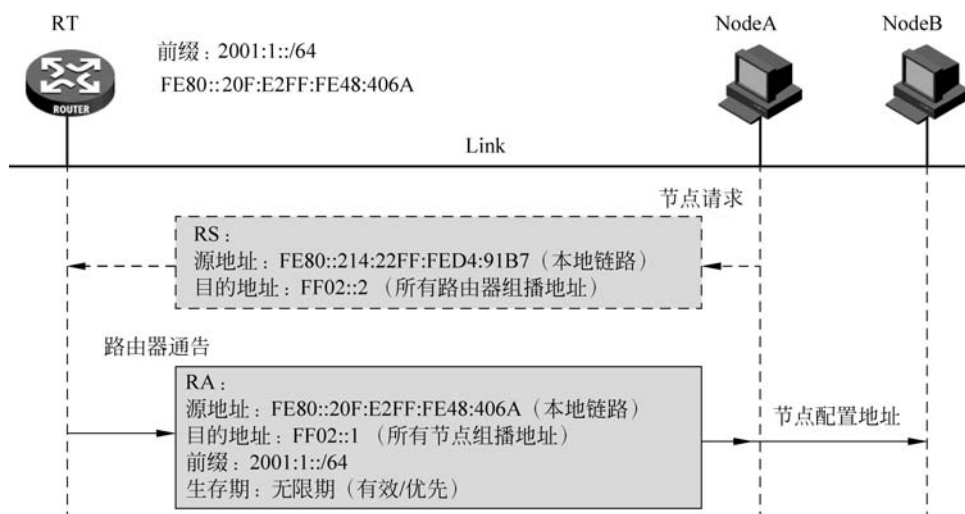 RT
NodeA
NodeB
前缀：2001:1::/64
FE80::20F:E2FF:FE48:406A
ROUTER
Link
节点请求
RS：
源地址：FE80::214:22FF:FED4:91B7（本地链路）
目的地址：FF02::2 （所有路由器组播地址）
路由器通告
RA：
源地址：FE80::20F:E2FF:FE48:406A（本地链路）
目的地址：FF02::1 （所有节点组播地址）
前缀：2001:1::/64
生存期：无限期（有效/优先）
节点配置地址